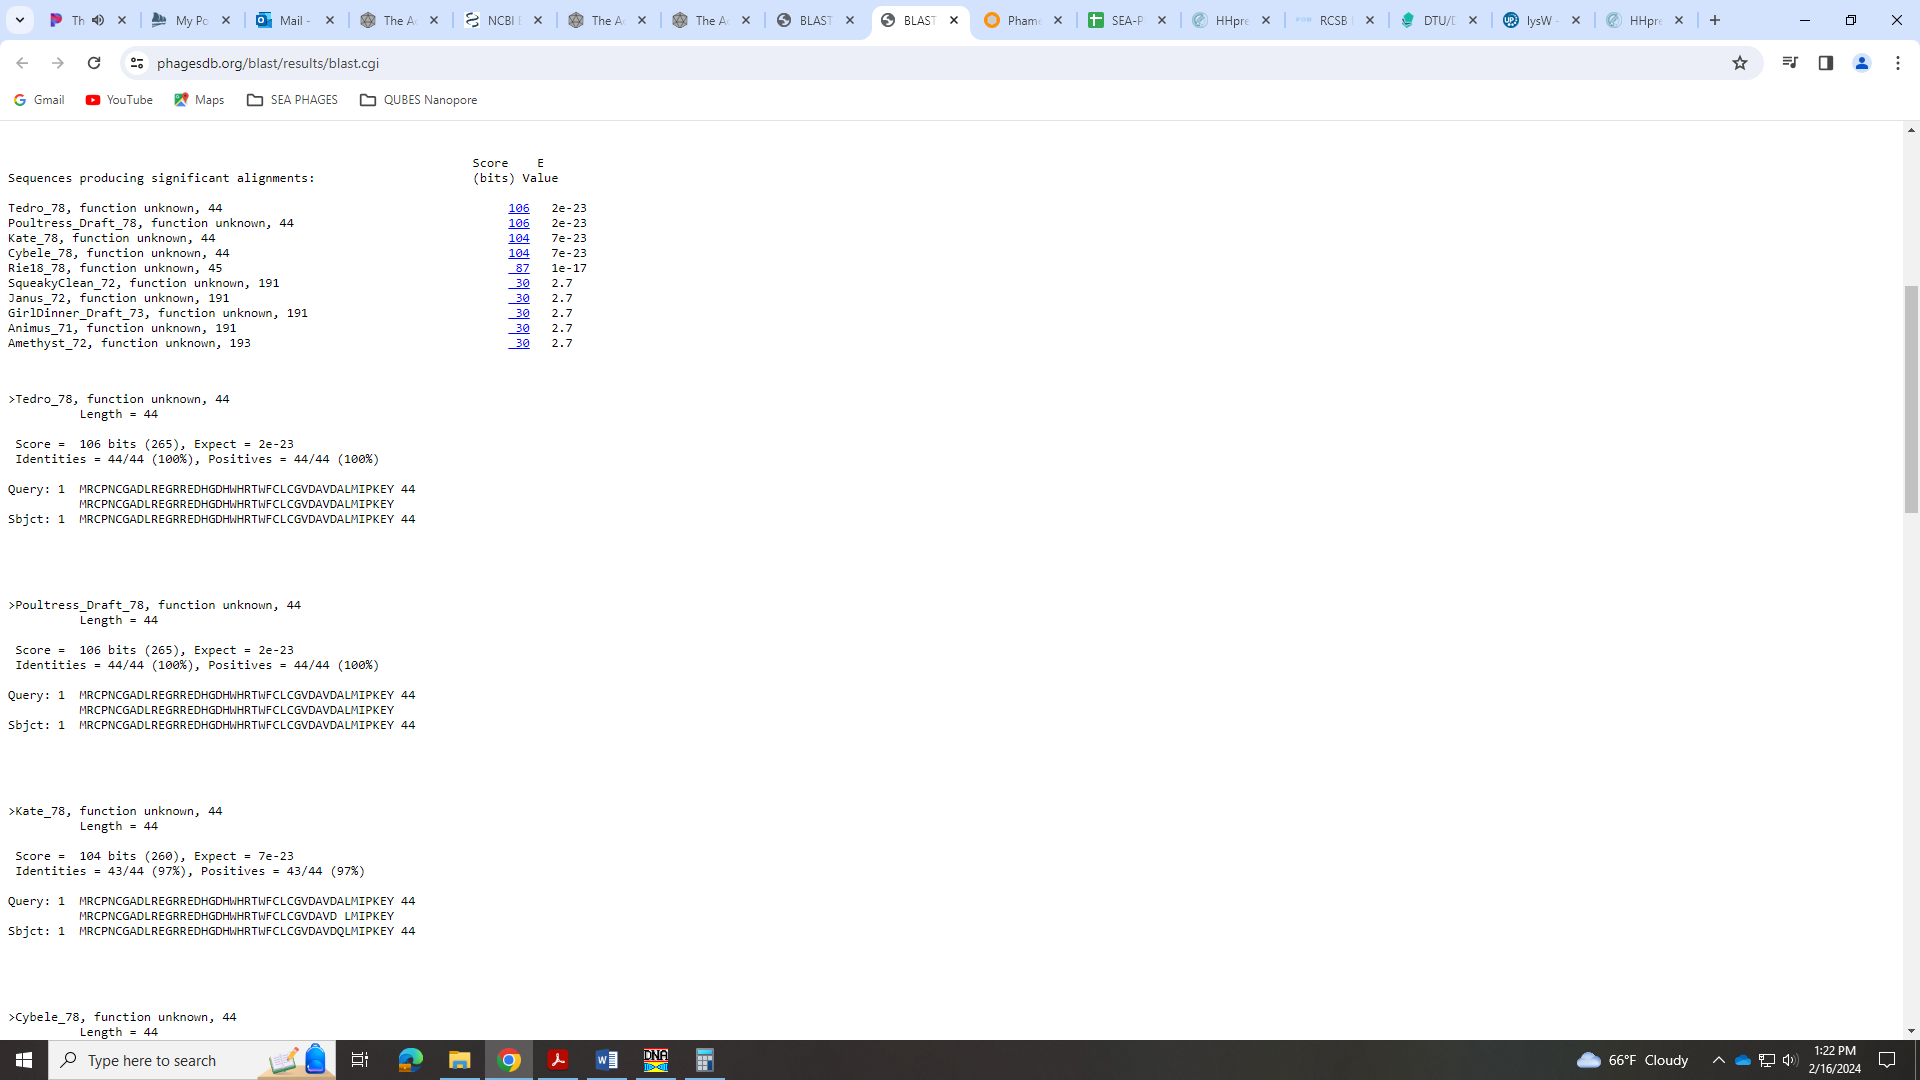 Th
My Po
Mail -
The Ac
NCBI B
The Ac
The Ac
BLAST
BLAST
Phame
SEA-P
HHpre
RCSB
DTU/D
lysW -
HHpre
phagesdb.org/blast/results/blast.cgi
Gmail YouTube Maps SEA PHAGES QUBES Nanopore
Score E
Sequences producing significant alignments: (bits) Value
Tedro_78, function unknown, 44 106 2e-23
Poultress_Draft_78, function unknown, 44 106 2e-23
Kate_78, function unknown, 44 104 7e-23
Cybele_78, function unknown, 44 104 7e-23
Rie18_78, function unknown, 45 87 1e-17
SqueakyClean_72, function unknown, 191 30 2.7
Janus_72, function unknown, 191 30 2.7
GirlDinner_Draft_73, function unknown, 191 30 2.7
Animus_71, function unknown, 191 30 2.7
Amethyst_72, function unknown, 193 30 2.7
>Tedro_78, function unknown, 44
Length = 44
Score = 106 bits (265), Expect = 2e-23
Identities = 44/44 (100%), Positives = 44/44 (100%)
Query: 1 MRCPNCGADLREGRREDHGDHWHRTWFCLCGVDAVDALMIPKEY 44
MRCPNCGADLREGRREDHGDHWHRTWFCLCGVDAVDALMIPKEY
Sbjct: 1 MRCPNCGADLREGRREDHGDHWHRTWFCLCGVDAVDALMIPKEY 44
>Poultress_Draft_78, function unknown, 44
Length = 44
Score = 106 bits (265), Expect = 2e-23
Identities = 44/44 (100%), Positives = 44/44 (100%)
Query: 1 MRCPNCGADLREGRREDHGDHWHRTWFCLCGVDAVDALMIPKEY 44
MRCPNCGADLREGRREDHGDHWHRTWFCLCGVDAVDALMIPKEY
Sbjct: 1 MRCPNCGADLREGRREDHGDHWHRTWFCLCGVDAVDALMIPKEY 44
>Kate_78, function unknown, 44
Length = 44
Score = 104 bits (260), Expect = 7e-23
Identities = 43/44 (97%), Positives = 43/44 (97%)
Query: 1 MRCPNCGADLREGRREDHGDHWHRTWFCLCGVDAVDALMIPKEY 44
MRCPNCGADLREGRREDHGDHWHRTWFCLCGVDAVD LMIPKEY
Sbjct: 1 MRCPNCGADLREGRREDHGDHWHRTWFCLCGVDAVDQLMIPKEY 44
>Cybele_78, function unknown, 44
Length = 44
Type here to search
DNA
66°F Cloudy
1:22 PM
2/16/2024